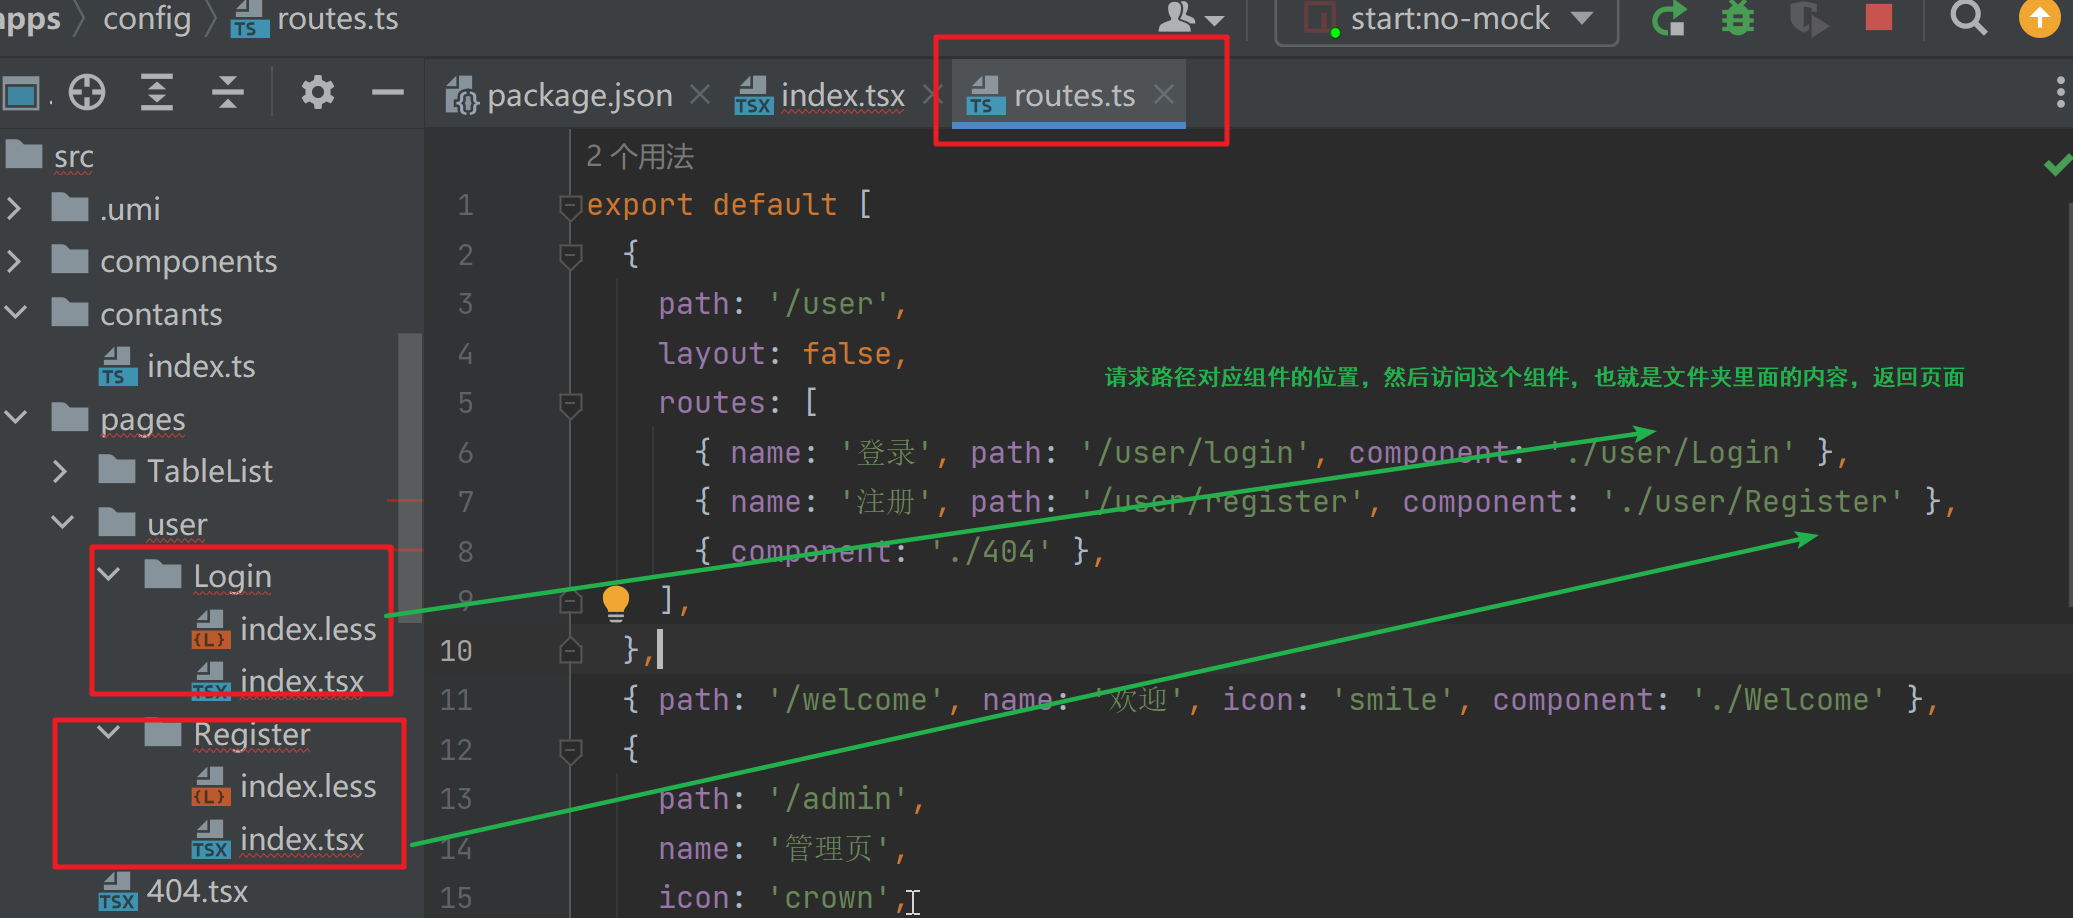 apps config routes.ts
start:no-mock
package.json index.tsx routes.ts
src
.umi
components
contants
index.ts
pages
TableList
user
Login
index.less
index.tsx
Register
index.less
index.tsx
404.tsx
2 个用法
1 export default [
2 {
3 path: '/user',
4 layout: false,
请求路径对应组件的位置，然后访问这个组件，也就是文件夹里面的内容，返回页面
5 routes: [
6 { name: '登录', path: '/user/login', component: './user/Login' },
7 { name: '注册', path: '/user/register', component: './user/Register' },
8 { component: './404' },
9 ],
10 },
11 { path: '/welcome', name: '欢迎', icon: 'smile', component: './Welcome' },
12 {
13 path: '/admin',
14 name: '管理页',
15 icon: 'crown',